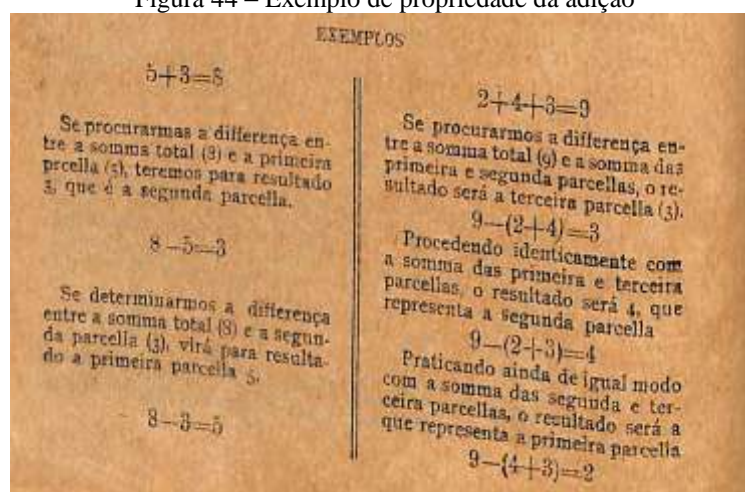 Figura 44 – Exemplo de propriedade da adição
EXEMPLOS
5+3=8
Se procurarmas a differença en-
tre a somma total (8) e a primeira
prcella (5), teremos para resultado
3, que é a segunda parcella.
8—5=3
Se determinarmos a differença
entre a somma total (8) e a segun-
da parcella (3), virá para resulta-
do a primeira parcella 5.
8—3=5
2+4+3=9
Se procurarmos a differença en-
tre a somma total (9) e a somma das
primeira e segunda parcellas, o re-
sultado será a terceira parcella (3).
9—(2+4)=3
Procedendo identicamente com
a somma das primeira e terceira
parcellas, o resultado será 4, que
representa a segunda parcella
9—(2+3)=4
Praticando ainda de igual modo
com a somma das segunda e ter-
ceira parcellas, o resultado será a
que representa a primeira parcella
9—(4+3)=2